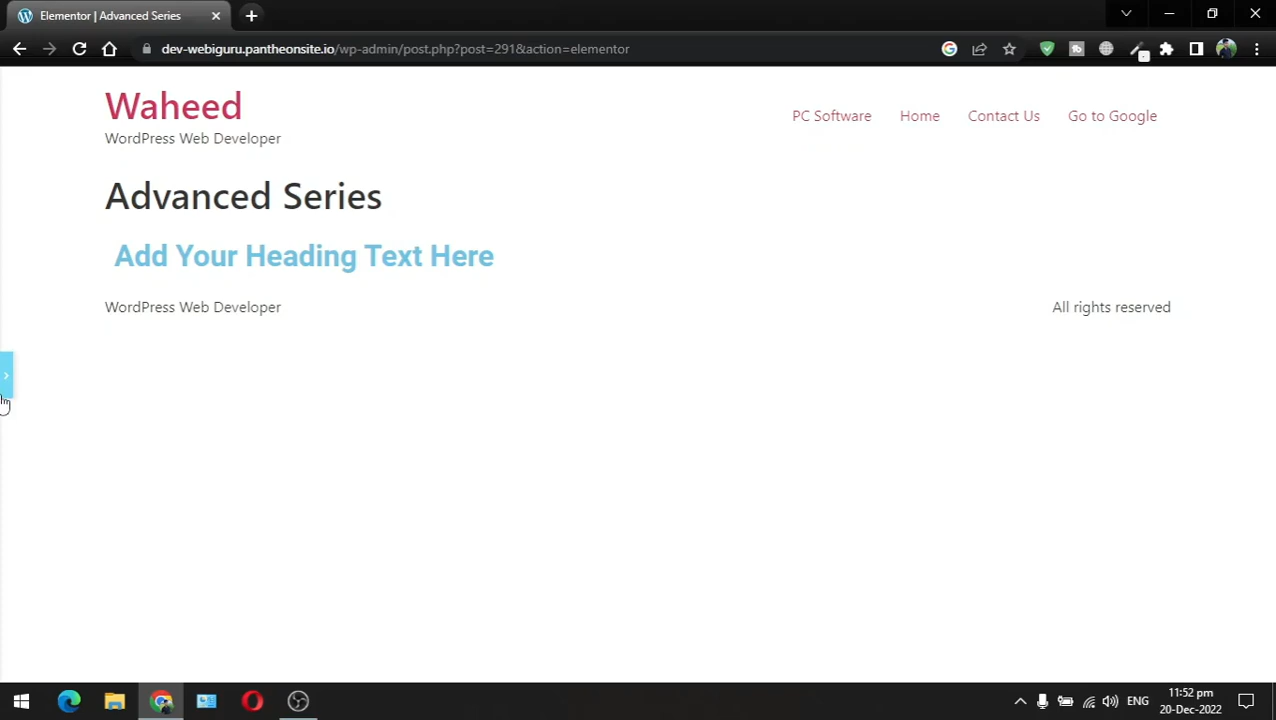 Elementor | Advanced Series
dev-webiguru.pantheonsite.io/wp-admin/post.php?post=291&action=elementor
Waheed
WordPress Web Developer
PC Software Home Contact Us Go to Google
Advanced Series
Add Your Heading Text Here
WordPress Web Developer
All rights reserved
ENG
11:52 pm
20-Dec-2022